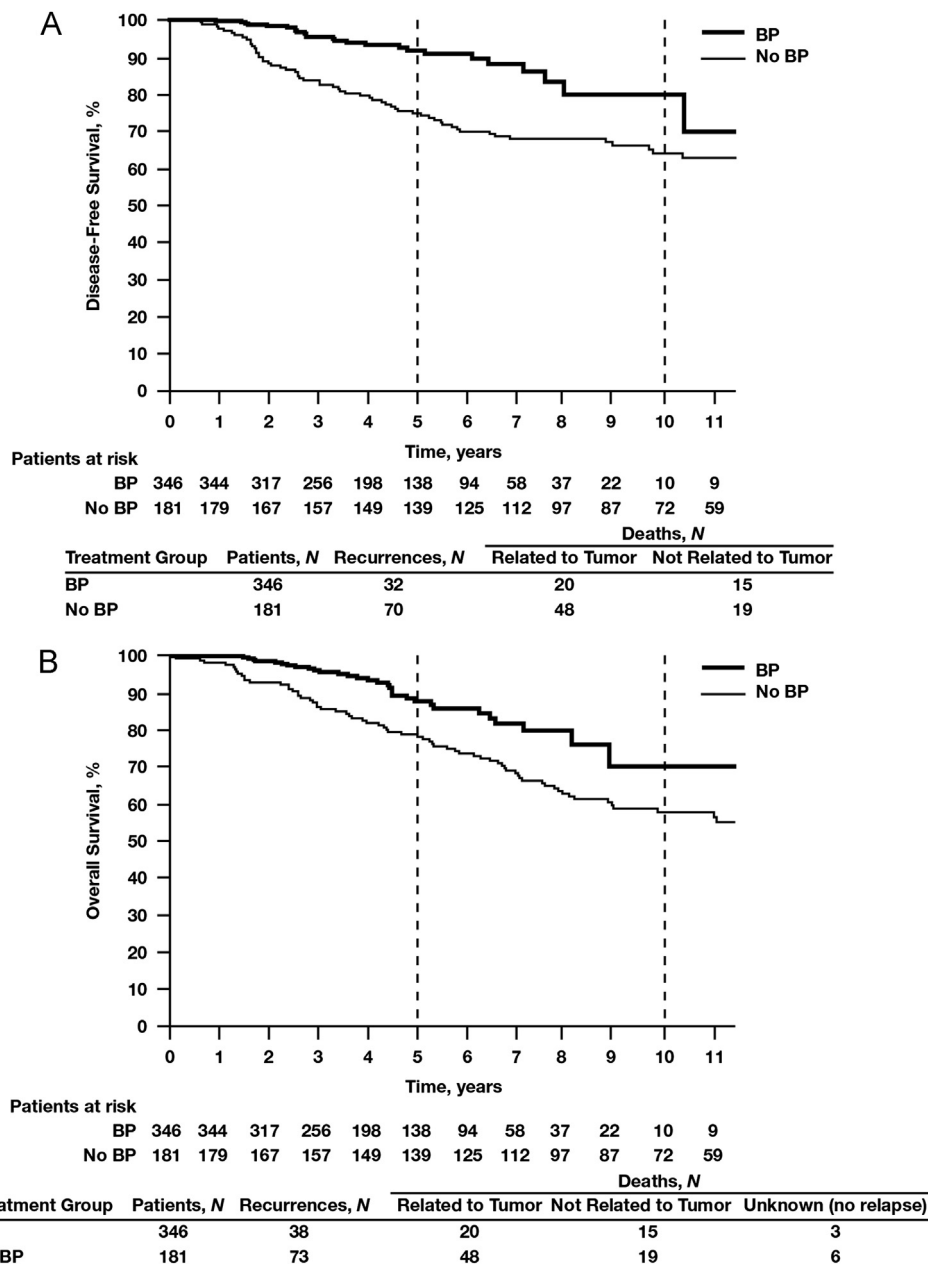 A
100
90
80
70
60
50
40
30
20
10
0
Disease-Free Survival, %
BP
No BP
0 1 2 3 4 5 6 7 8 9 10 11
Time, years
Patients at risk
BP 346 344 317 256 198 138 94 58 37 22 10 9
No BP 181 179 167 157 149 139 125 112 97 87 72 59
Deaths, N
Treatment Group Patients, N Recurrences, N Related to Tumor Not Related to Tumor
BP 346 32 20 15
No BP 181 70 48 19
B
100
90
80
70
60
50
40
30
20
10
0
Overall Survival, %
BP
No BP
0 1 2 3 4 5 6 7 8 9 10 11
Time, years
Patients at risk
BP 346 344 317 256 198 138 94 58 37 22 10 9
No BP 181 179 167 157 149 139 125 112 97 87 72 59
Deaths, N
atment Group Patients, N Recurrences, N Related to Tumor Not Related to Tumor Unknown (no relapse)
346 38 20 15 3
BP 181 73 48 19 6